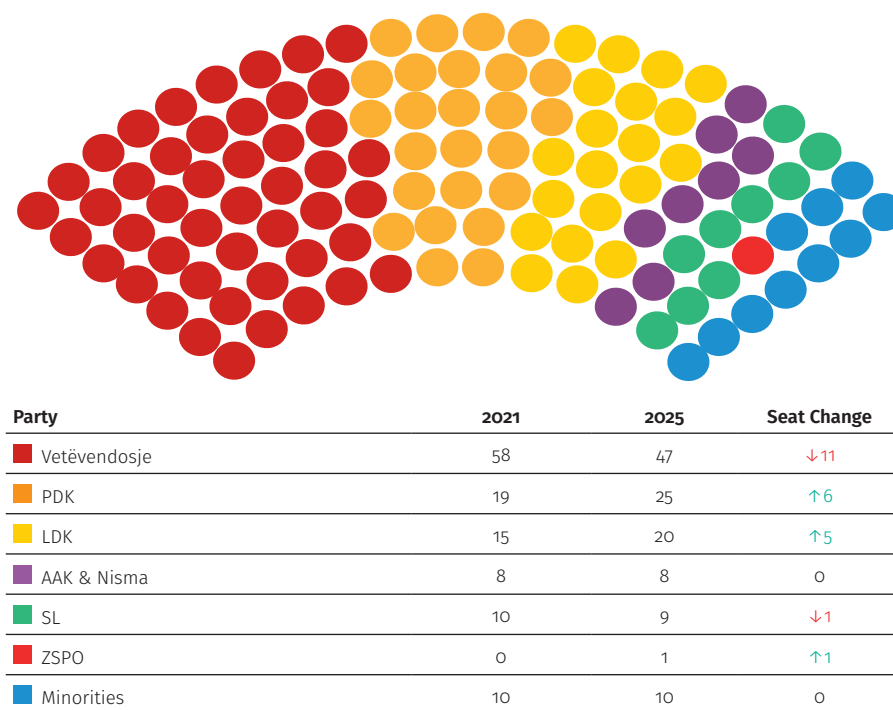 Party 2021 2025 Seat Change
Vetëvendosje 58 47 ↓11
PDK 19 25 ↑6
LDK 15 20 ↑5
AAK & Nisma 8 8 0
SL 10 9 ↓1
ZSPO 0 1 ↑1
Minorities 10 10 0